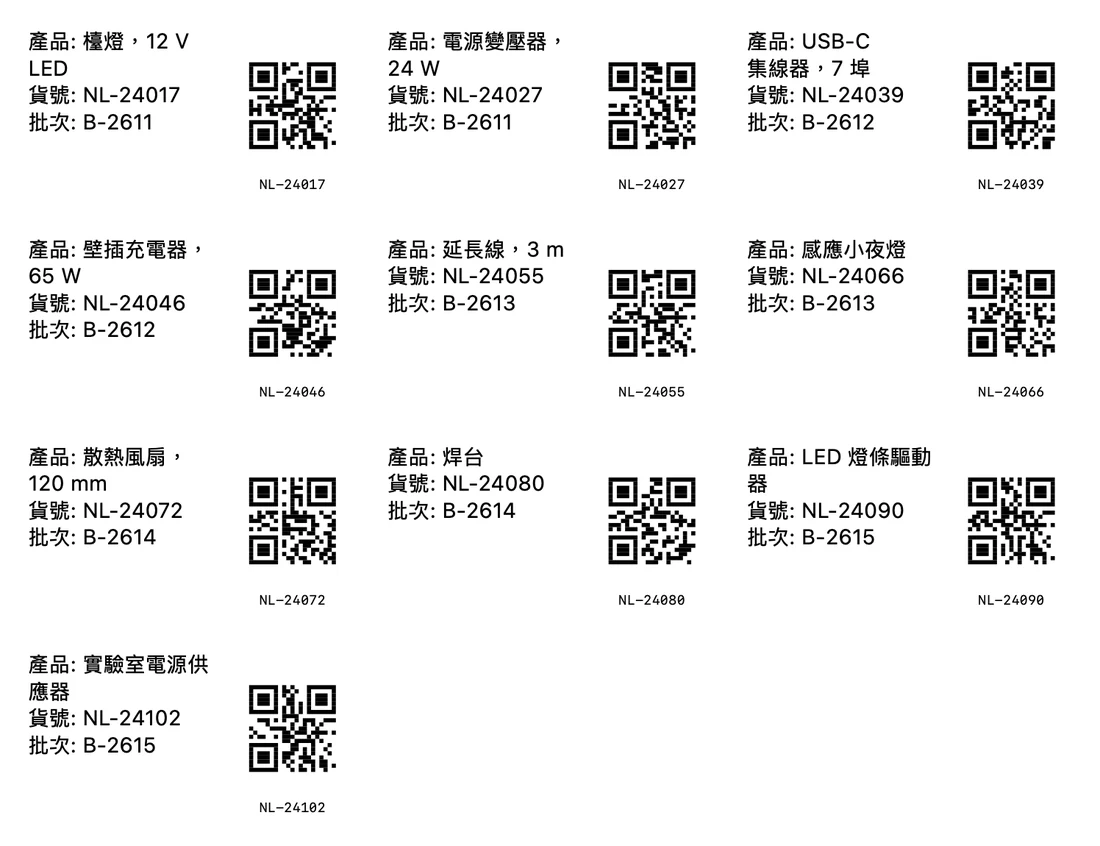 產品: 檯燈，12 V
LED
貨號: NL-24017
批次: B-2611
NL-24017
產品: 電源變壓器，
24 W
貨號: NL-24027
批次: B-2611
NL-24027
產品: USB-C
集線器，7 埠
貨號: NL-24039
批次: B-2612
NL-24039
產品: 壁插充電器，
65 W
貨號: NL-24046
批次: B-2612
NL-24046
產品: 延長線，3 m
貨號: NL-24055
批次: B-2613
NL-24055
產品: 感應小夜燈
貨號: NL-24066
批次: B-2613
NL-24066
產品: 散熱風扇，
120 mm
貨號: NL-24072
批次: B-2614
NL-24072
產品: 焊台
貨號: NL-24080
批次: B-2614
NL-24080
產品: LED 燈條驅動
器
貨號: NL-24090
批次: B-2615
NL-24090
產品: 實驗室電源供
應器
貨號: NL-24102
批次: B-2615
NL-24102